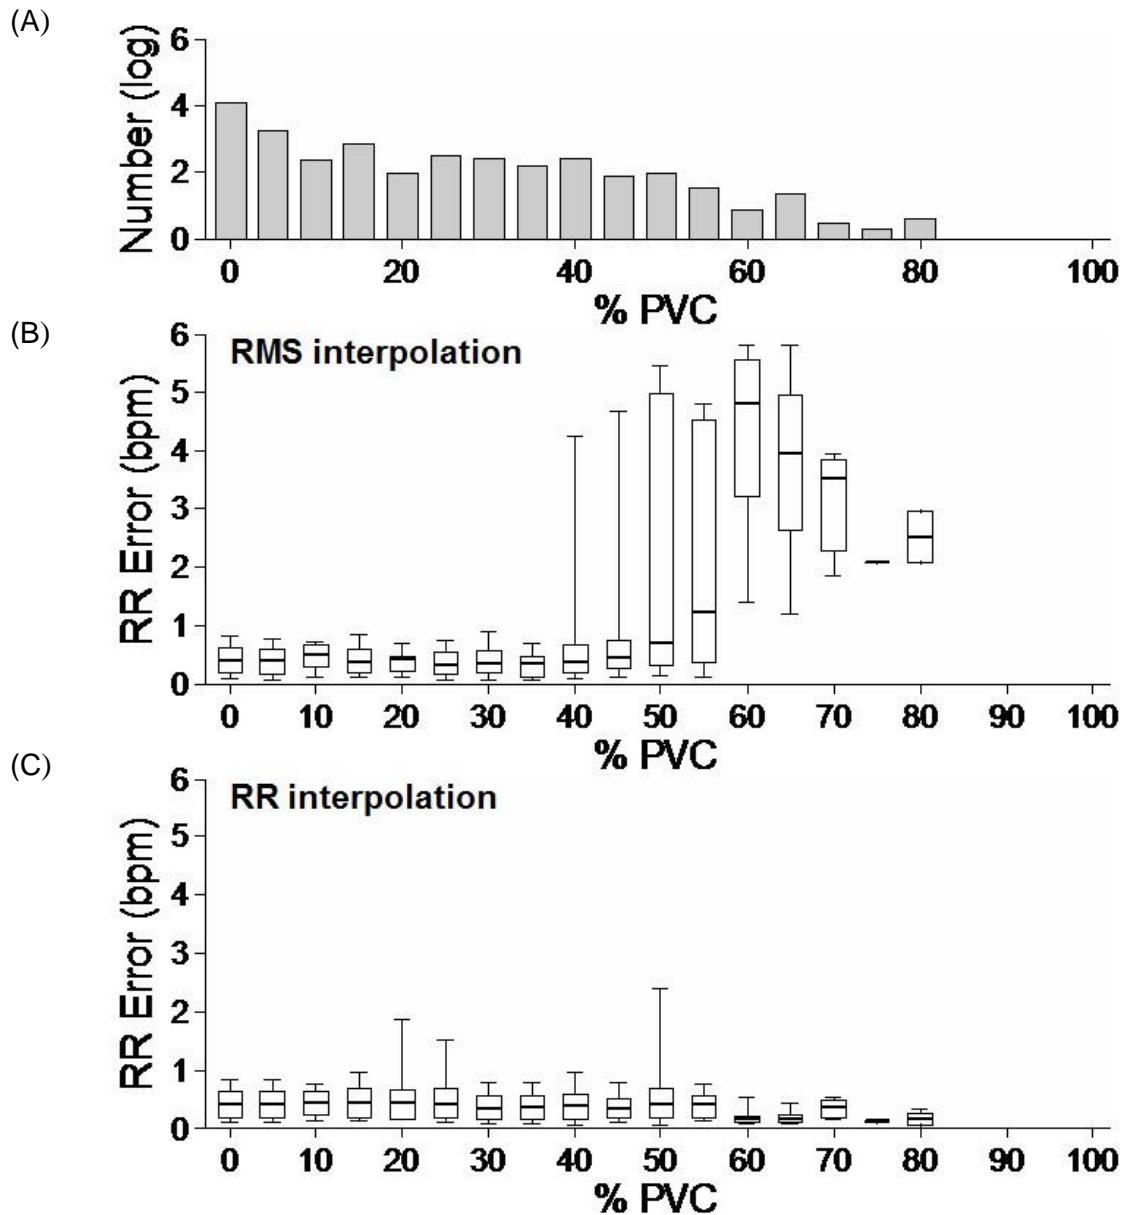 (A)
Number (log)
6
4
2
0
0 20 40 60 80 100
% PVC
(B)
RMS interpolation
RR Error (bpm)
6
5
4
3
2
1
0
0 10 20 30 40 50 60 70 80 90 100
% PVC
(C)
RR interpolation
RR Error (bpm)
6
5
4
3
2
1
0
0 10 20 30 40 50 60 70 80 90 100
% PVC